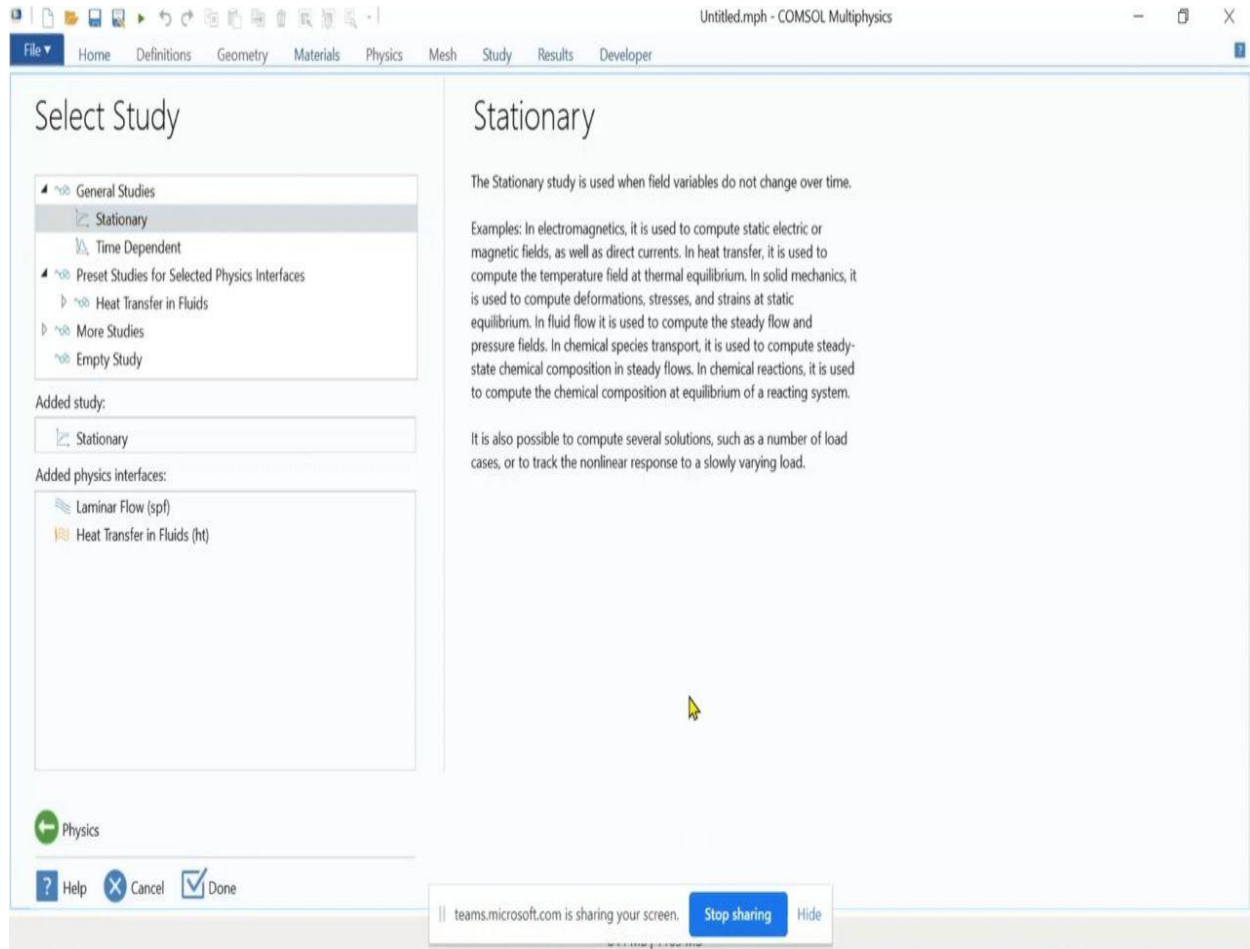 Untitled.mph - COMSOL Multiphysics
File Home Definitions Geometry Materials Physics Mesh Study Results Developer
Select Study
General Studies
Stationary
Time Dependent
Preset Studies for Selected Physics Interfaces
Heat Transfer in Fluids
More Studies
Empty Study
Added study:
Stationary
Added physics interfaces:
Laminar Flow (spf)
Heat Transfer in Fluids (ht)
Physics
? Help Cancel Done
Stationary
The Stationary study is used when field variables do not change over time.
Examples: In electromagnetics, it is used to compute static electric or
magnetic fields, as well as direct currents. In heat transfer, it is used to
compute the temperature field at thermal equilibrium. In solid mechanics, it
is used to compute deformations, stresses, and strains at static
equilibrium. In fluid flow it is used to compute the steady flow and
pressure fields. In chemical species transport, it is used to compute steady-
state chemical composition in steady flows. In chemical reactions, it is used
to compute the chemical composition at equilibrium of a reacting system.
It is also possible to compute several solutions, such as a number of load
cases, or to track the nonlinear response to a slowly varying load.
teams.microsoft.com is sharing your screen. Stop sharing Hide